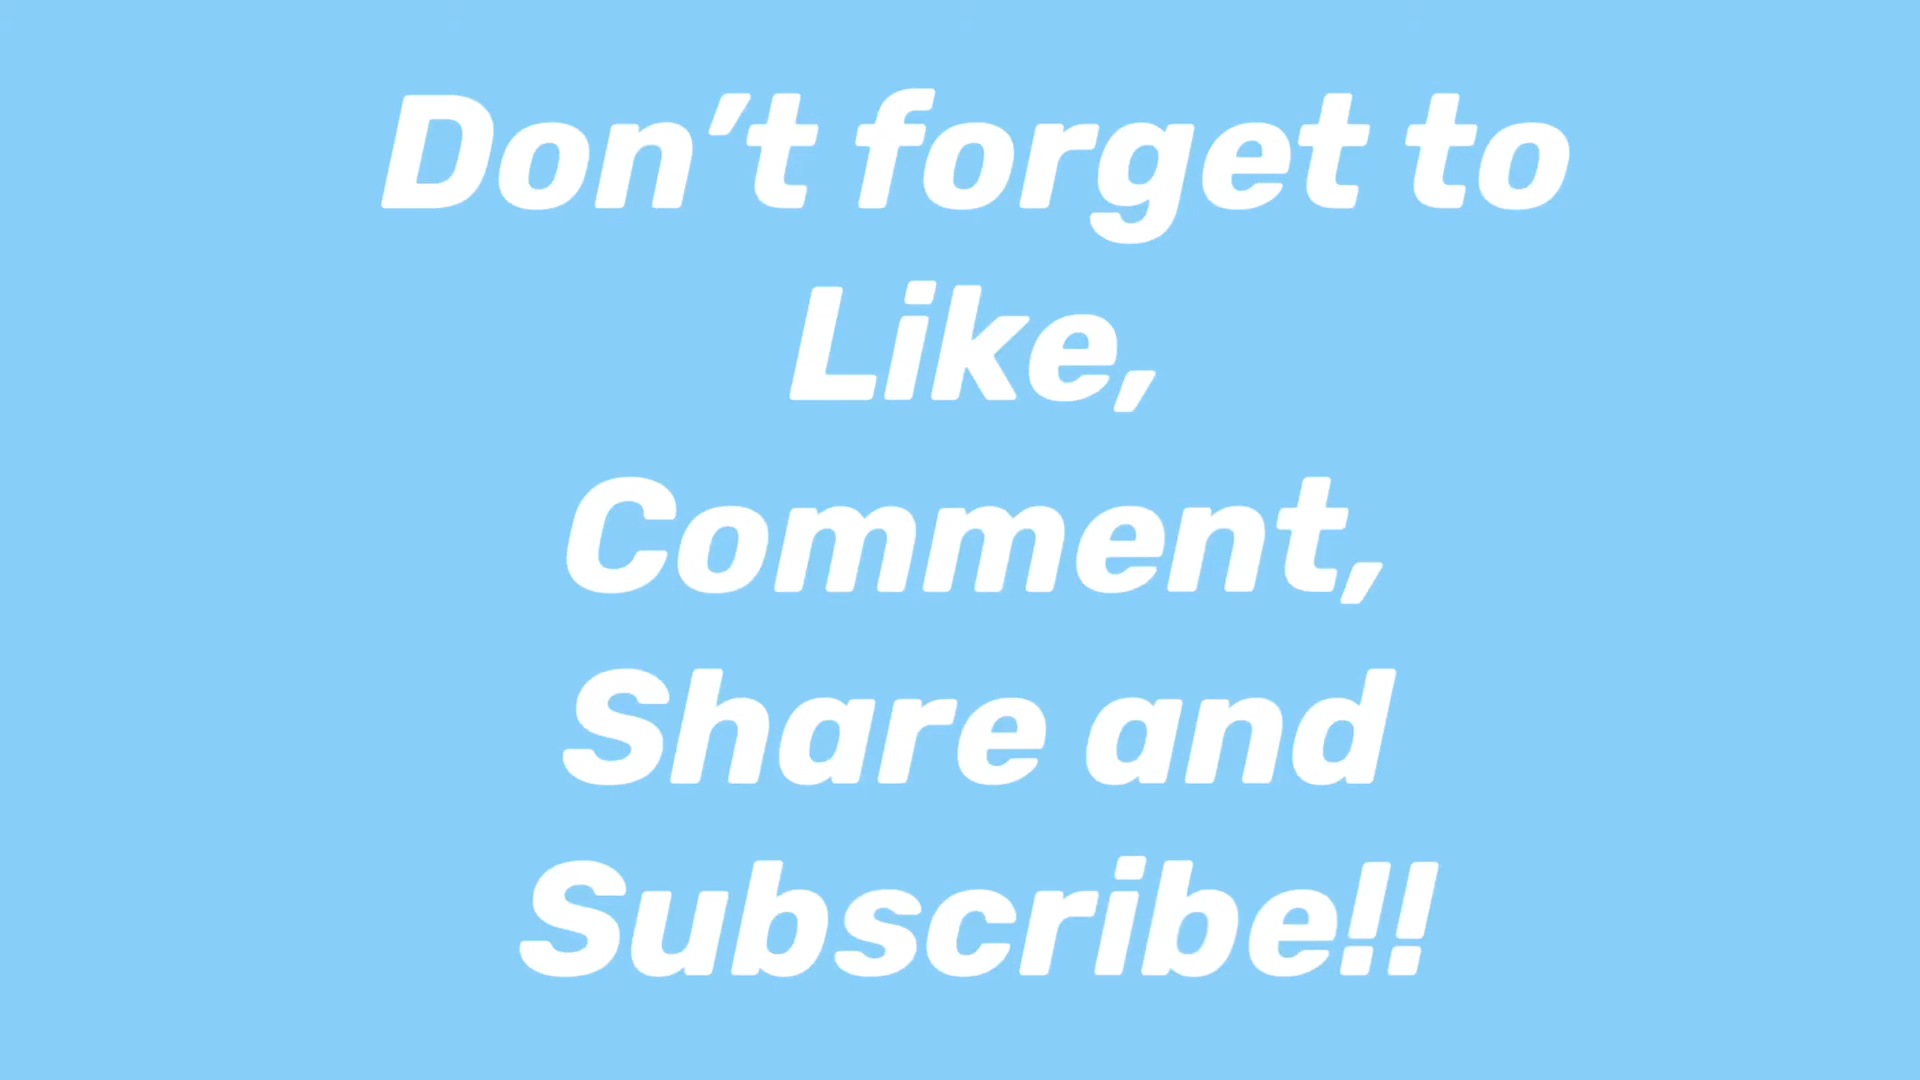 Don’t forget to
Like,
Comment,
Share and
Subscribe!!